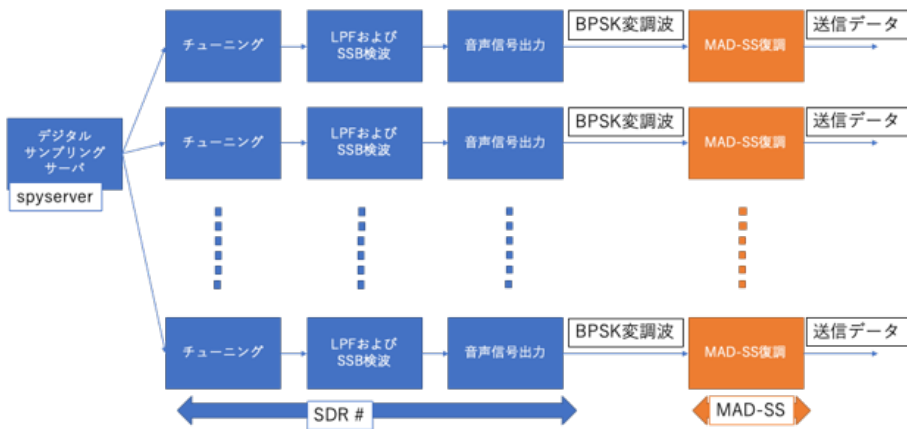 BPSK変調波
送信データ
チューニング
LPFおよび
SSB検波
音声信号出力
MAD-SS復調
BPSK変調波
送信データ
デジタル
サンプリング
サーバ
spyserver
チューニング
LPFおよび
SSB検波
音声信号出力
MAD-SS復調
BPSK変調波
送信データ
チューニング
LPFおよび
SSB検波
音声信号出力
MAD-SS復調
SDR #
MAD-SS